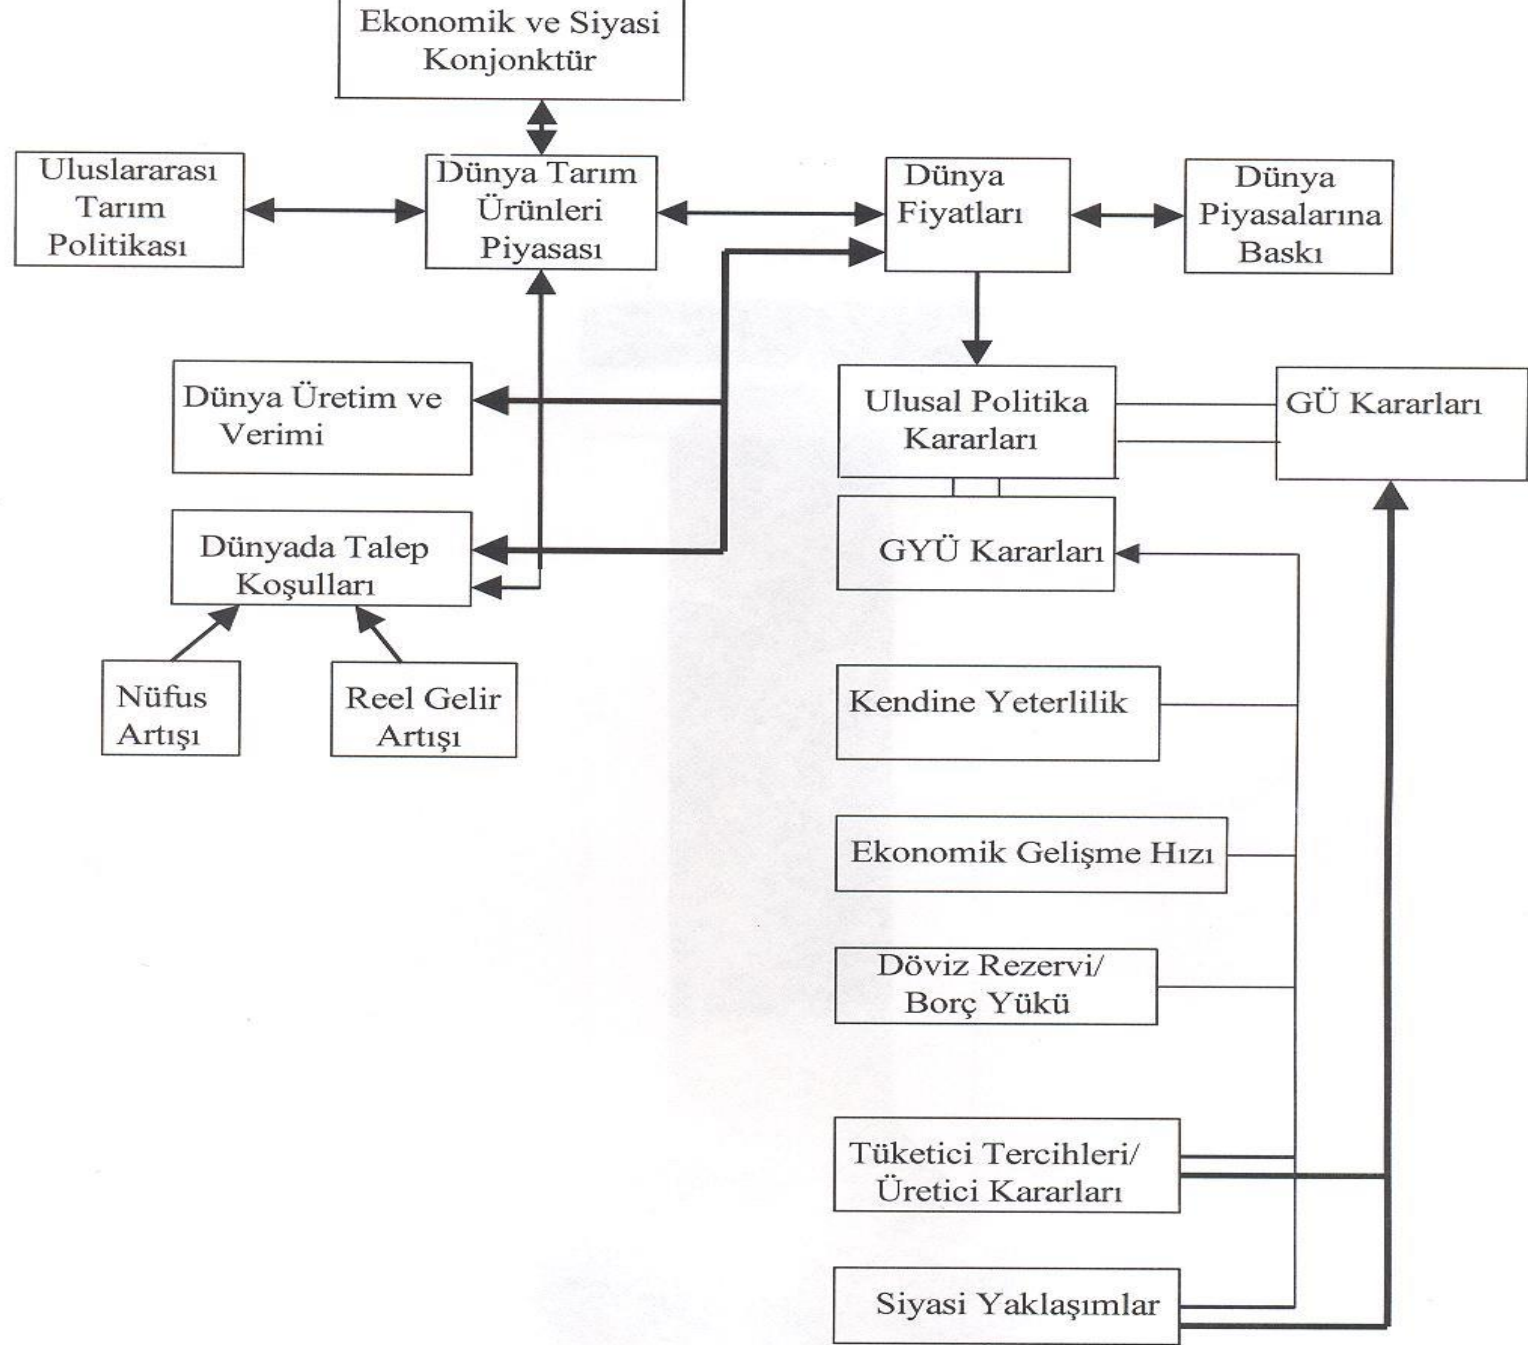 Ekonomik ve Siyasi
Konjonktür
Uluslararası
Tarım
Politikası
Dünya Tarım
Ürünleri
Piyasası
Dünya
Fiyatları
Dünya
Piyasalarına
Baskı
Dünya Üretim ve
Verimi
Ulusal Politika
Kararları
GÜ Kararları
Dünyada Talep
Koşulları
GYÜ Kararları
Nüfus
Artışı
Reel Gelir
Artışı
Kendine Yeterlilik
Ekonomik Gelişme Hızı
Döviz Rezervi/
Borç Yükü
Tüketici Tercihleri/
Üretici Kararları
Siyasi Yaklaşımlar